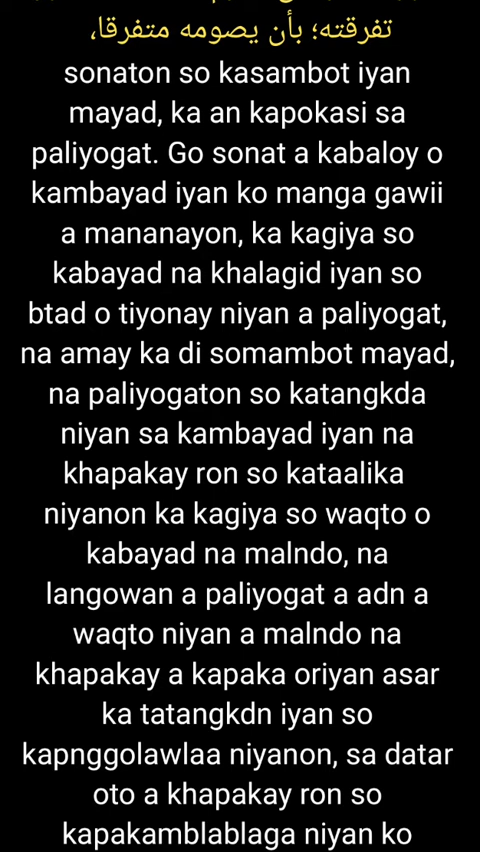 تفرقته؛ بأن يصومه متفرقا،
sonaton so kasambot iyan
mayad, ka an kapokasi sa
paliyogat. Go sonat a kabaloy o
kambayad iyan ko manga gawii
a mananayon, ka kagiya so
kabayad na khalagid iyan so
btad o tiyonay niyan a paliyogat,
na amay ka di somambot mayad,
na paliyogaton so katangkda
niyan sa kambayad iyan na
khapakay ron so kataalika
niyanon ka kagiya so waqto o
kabayad na malndo, na
langowan a paliyogat a adn a
waqto niyan a malndo na
khapakay a kapaka oriyan asar
ka tatangkdn iyan so
kapnggolawlaa niyanon, sa datar
oto a khapakay ron so
kapakamblablaga niyan ko